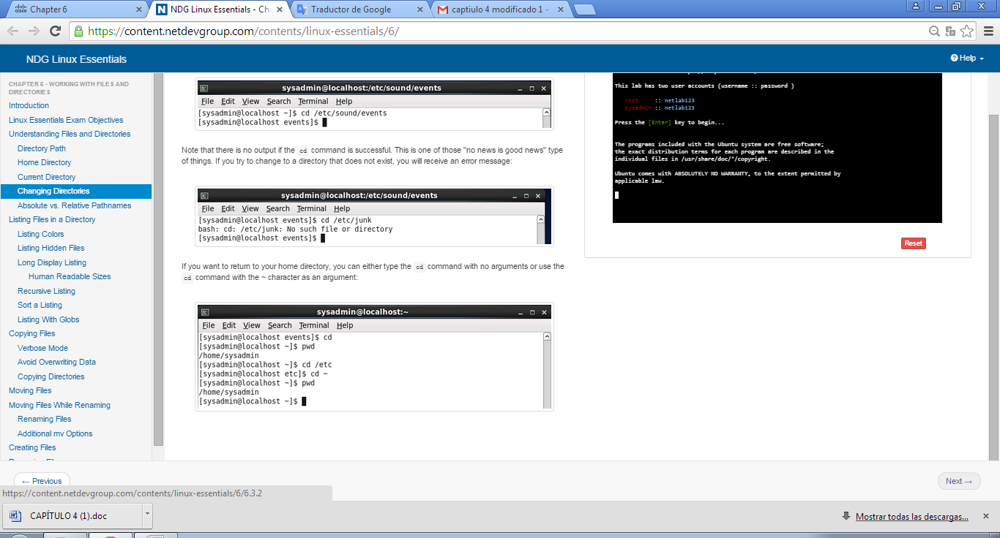 Chapter 6
NDG Linux Essentials - Ch
Traductor de Google
captiulo 4 modificado 1 -
https://content.netdevgroup.com/contents/linux-essentials/6/
NDG Linux Essentials
Help
CHAPTER 6 - WORKING WITH FILES AND
DIRECTORIES
Introduction
Linux Essentials Exam Objectives
Understanding Files and Directories
Directory Path
Home Directory
Current Directory
Changing Directories
Absolute vs. Relative Pathnames
Listing Files in a Directory
Listing Colors
Listing Hidden Files
Long Display Listing
Human Readable Sizes
Recursive Listing
Sort a Listing
Listing With Globs
Copying Files
Verbose Mode
Avoid Overwriting Data
Copying Directories
Moving Files
Moving Files While Renaming
Renaming Files
Additional mv Options
Creating Files
sysadmin@localhost:/etc/sound/events
File Edit View Search Terminal Help
[sysadmin@localhost ~]$ cd /etc/sound/events
[sysadmin@localhost events]$
Note that there is no output if the cd command is successful. This is one of those "no news is good news" type
of things. If you try to change to a directory that does not exist, you will receive an error message:
sysadmin@localhost:/etc/sound/events
File Edit View Search Terminal Help
[sysadmin@localhost events]$ cd /etc/junk
bash: cd: /etc/junk: No such file or directory
[sysadmin@localhost events]$
If you want to return to your home directory, you can either type the cd command with no arguments or use the
cd command with the ~ character as an argument:
sysadmin@localhost:~
File Edit View Search Terminal Help
[sysadmin@localhost events]$ cd
[sysadmin@localhost ~]$ pwd
/home/sysadmin
[sysadmin@localhost ~]$ cd /etc
[sysadmin@localhost etc]$ cd ~
[sysadmin@localhost ~]$ pwd
/home/sysadmin
[sysadmin@localhost ~]$
This lab has two user accounts (username :: password )
root :: netlab123
sysadmin :: netlab123
Press the [Enter] key to begin...
The programs included with the Ubuntu system are free software;
the exact distribution terms for each program are described in the
individual files in /usr/share/doc/*/copyright.
Ubuntu comes with ABSOLUTELY NO WARRANTY, to the extent permitted by
applicable law.
Reset
← Previous
Next →
https://content.netdevgroup.com/contents/linux-essentials/6/6.3.2
CAPÍTULO 4 (1).doc
Mostrar todas las descargas...